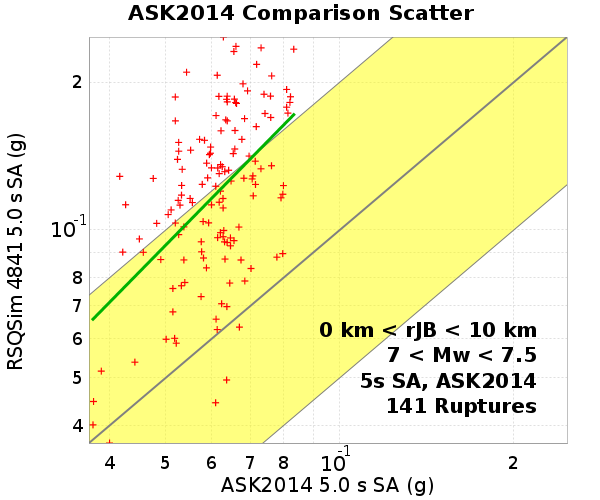 ASK2014 Comparison Scatter
RSQSim 4841 5.0 s SA (g)
2
10-1
8
7
6
5
4
0 km < rJB < 10 km
7 < Mw < 7.5
5s SA, ASK2014
141 Ruptures
4 5 6 7 8 10-1 2
ASK2014 5.0 s SA (g)